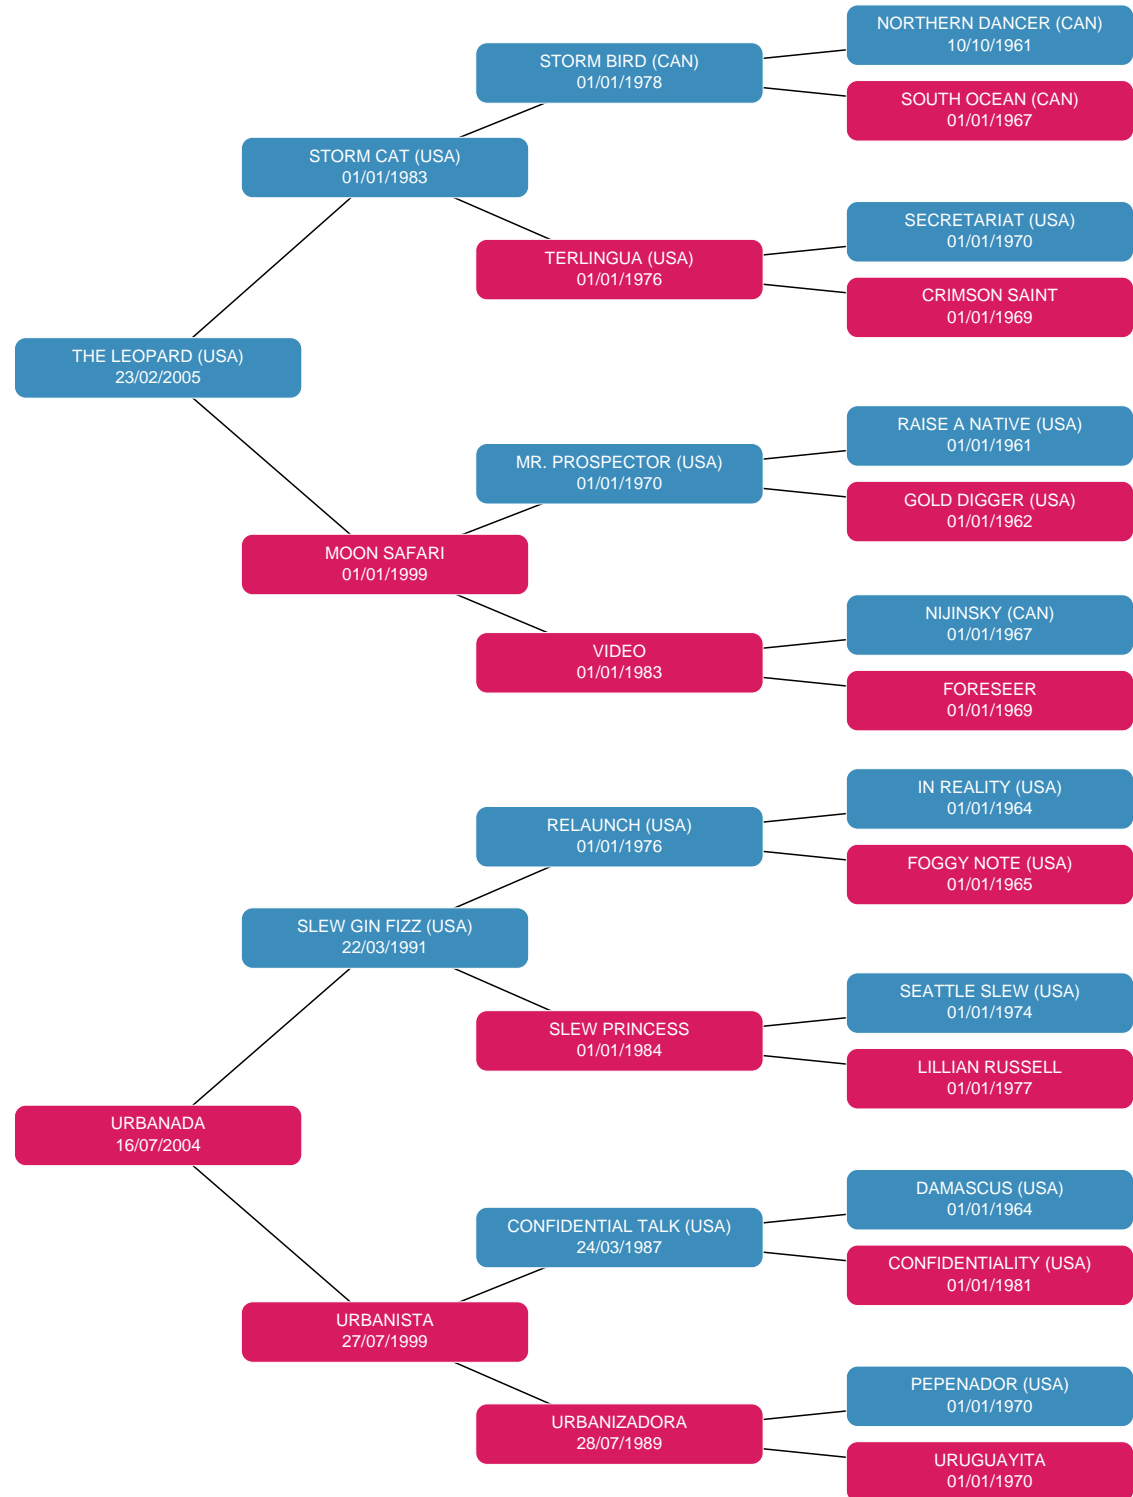 NORTHERN DANCER (CAN)
10/10/1961
STORM BIRD (CAN)
01/01/1978
SOUTH OCEAN (CAN)
01/01/1967
STORM CAT (USA)
01/01/1983
SECRETARIAT (USA)
01/01/1970
TERLINGUA (USA)
01/01/1976
CRIMSON SAINT
01/01/1969
THE LEOPARD (USA)
23/02/2005
RAISE A NATIVE (USA)
01/01/1961
MR. PROSPECTOR (USA)
01/01/1970
GOLD DIGGER (USA)
01/01/1962
MOON SAFARI
01/01/1999
NIJINSKY (CAN)
01/01/1967
VIDEO
01/01/1983
FORESEER
01/01/1969
IN REALITY (USA)
01/01/1964
RELAUNCH (USA)
01/01/1976
FOGGY NOTE (USA)
01/01/1965
SLEW GIN FIZZ (USA)
22/03/1991
SEATTLE SLEW (USA)
01/01/1974
SLEW PRINCESS
01/01/1984
LILLIAN RUSSELL
01/01/1977
URBANADA
16/07/2004
DAMASCUS (USA)
01/01/1964
CONFIDENTIAL TALK (USA)
24/03/1987
CONFIDENTIALITY (USA)
01/01/1981
URBANISTA
27/07/1999
PEPENADOR (USA)
01/01/1970
URBANIZADORA
28/07/1989
URUGUAYITA
01/01/1970